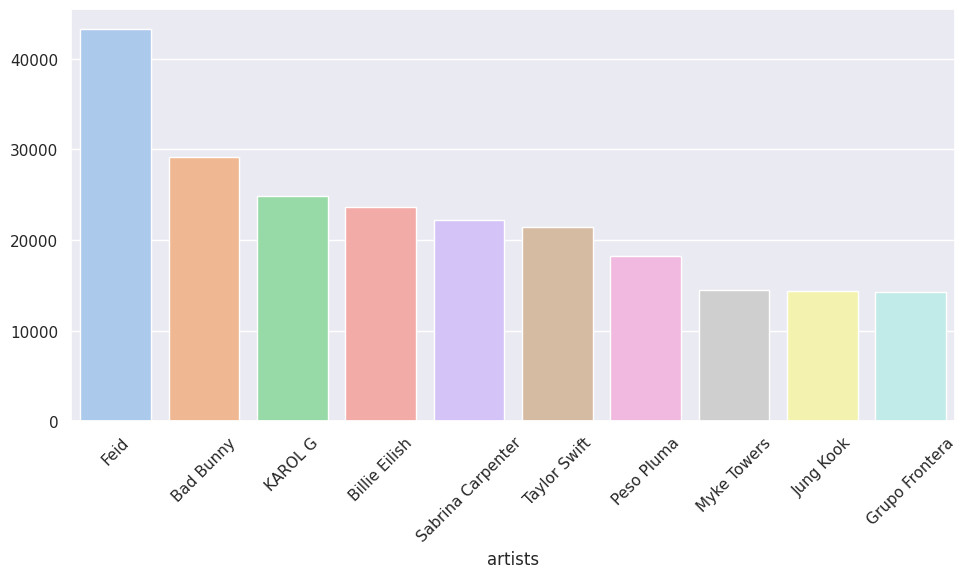 40000
30000
20000
10000
0
Feid
Bad Bunny
KAROL G
Billie Eilish
Sabrina Carpenter
Taylor Swift
Peso Pluma
Myke Towers
Jung Kook
Grupo Frontera
artists